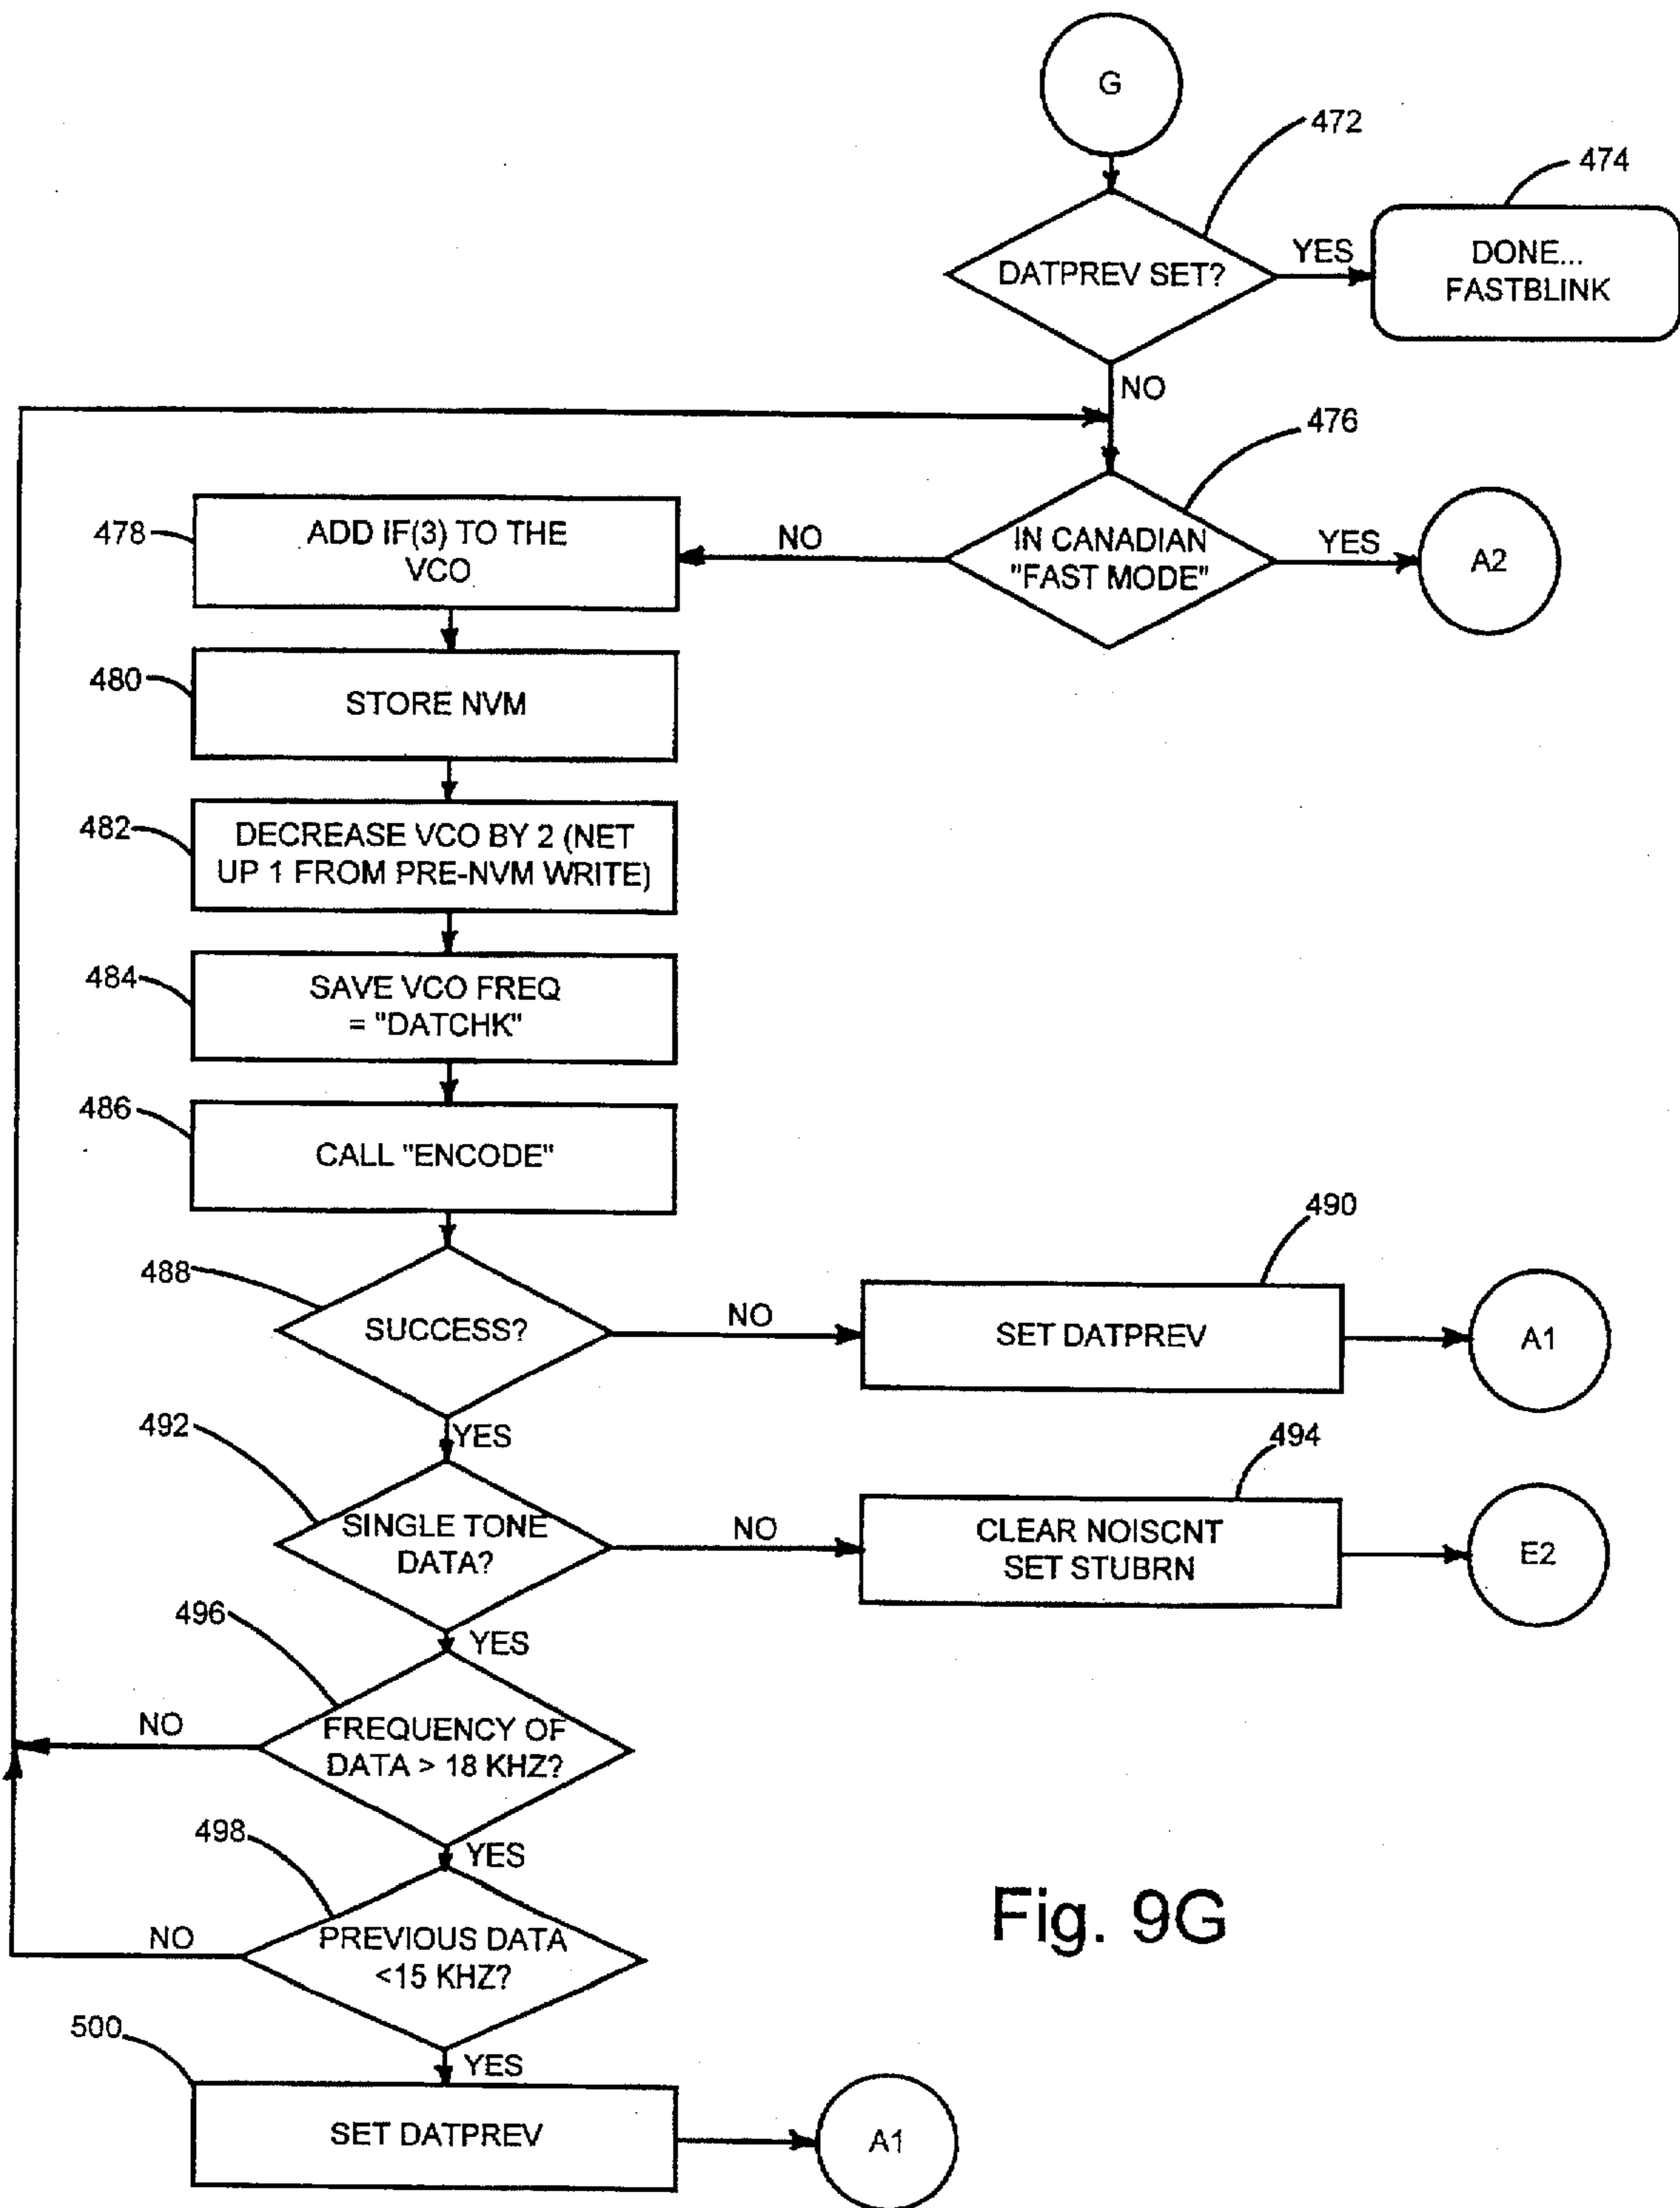 G
472
474
DATPREV SET?
YES
DONE...
FASTBLINK
NO
476
478
ADD IF(3) TO THE
VCO
NO
IN CANADIAN
"FAST MODE"
YES
A2
480
STORE NVM
482
DECREASE VCO BY 2 (NET
UP 1 FROM PRE-NVM WRITE)
484
SAVE VCO FREQ
= "DATCHK"
486
CALL "ENCODE"
488
SUCCESS?
NO
490
SET DATPREV
A1
YES
492
SINGLE TONE
DATA?
NO
494
CLEAR NOISCNT
SET STUBRN
E2
YES
496
NO
FREQUENCY OF
DATA > 18 KHZ?
YES
498
NO
PREVIOUS DATA
<15 KHZ?
Fig. 9G
YES
500
SET DATPREV
A1